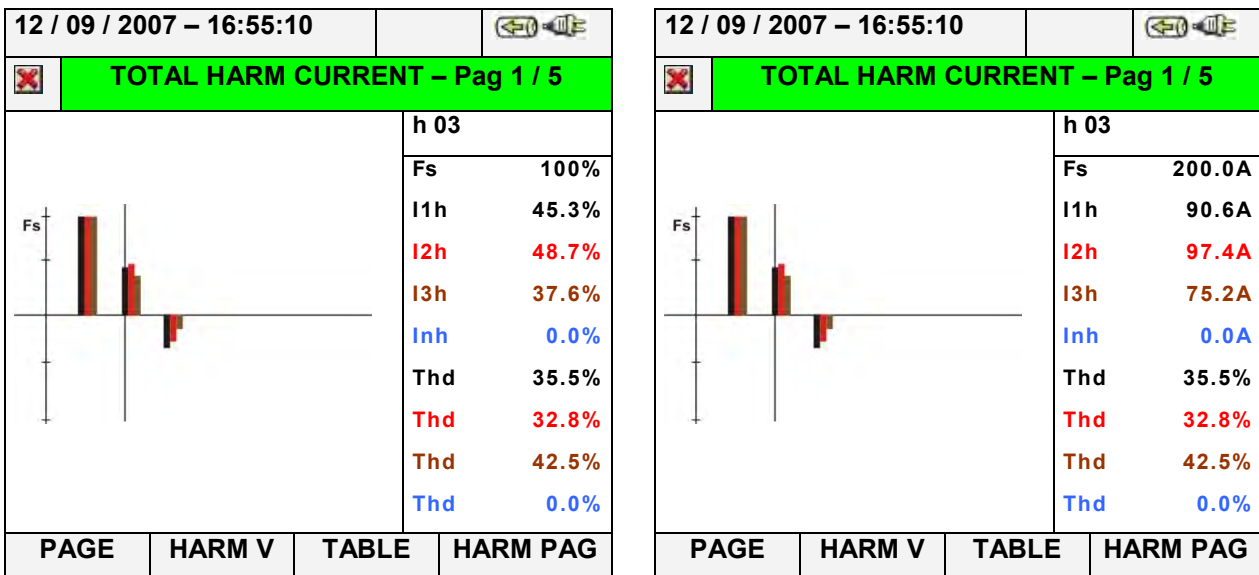 12 / 09 / 2007 – 16:55:10
TOTAL HARM CURRENT – Pag 1 / 5
h 03
Fs 100%
I1h 45.3%
I2h 48.7%
I3h 37.6%
Inh 0.0%
Thd 35.5%
Thd 32.8%
Thd 42.5%
Thd 0.0%
Fs
PAGE HARM V TABLE HARM PAG
12 / 09 / 2007 – 16:55:10
TOTAL HARM CURRENT – Pag 1 / 5
h 03
Fs 200.0A
I1h 90.6A
I2h 97.4A
I3h 75.2A
Inh 0.0A
Thd 35.5%
Thd 32.8%
Thd 42.5%
Thd 0.0%
Fs
PAGE HARM V TABLE HARM PAG